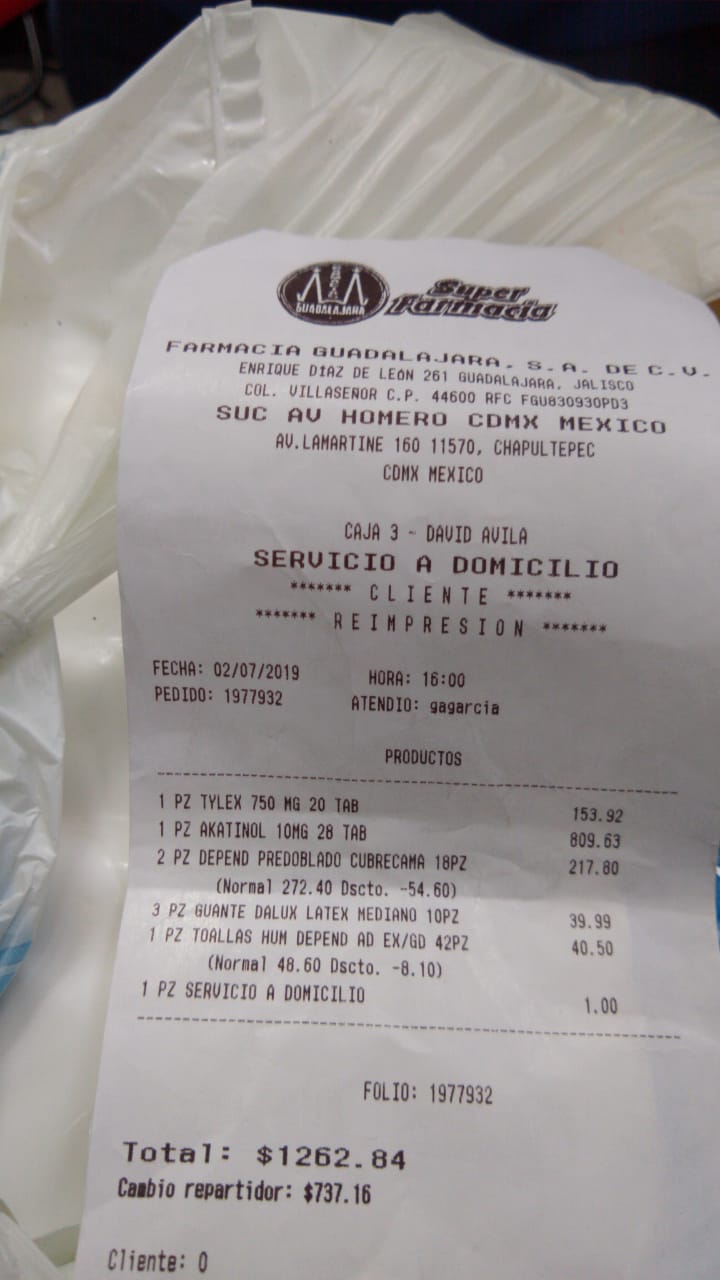 GUADALAJARA
Super
Farmacia
FARMACIA GUADALAJARA, S.A. DE C.V.
ENRIQUE DIAZ DE LEON 261 GUADALAJARA, JALISCO
COL. VILLASEÑOR C.P. 44600 RFC FGU830930PD3
SUC AV HOMERO CDMX MEXICO
AV.LAMARTINE 160 11570, CHAPULTEPEC
CDMX MEXICO
CAJA 3 - DAVID AVILA
SERVICIO A DOMICILIO
******* CLIENTE *******
******* REIMPRESION *******
FECHA: 02/07/2019 HORA: 16:00
PEDIDO: 1977932 ATENDIO: gagarcia
PRODUCTOS
1 PZ TYLEX 750 MG 20 TAB 153.92
1 PZ AKATINOL 10MG 28 TAB 809.63
2 PZ DEPEND PREDOBLADO CUBRECAMA 18PZ 217.80
(Normal 272.40 Dscto. -54.60)
3 PZ GUANTE DALUX LATEX MEDIANO 10PZ 39.99
1 PZ TOALLAS HUM DEPEND AD EX/GD 42PZ 40.50
(Normal 48.60 Dscto. -8.10)
1 PZ SERVICIO A DOMICILIO 1.00
FOLIO: 1977932
Total: $1262.84
Cambio repartidor: $737.16
Cliente: 0